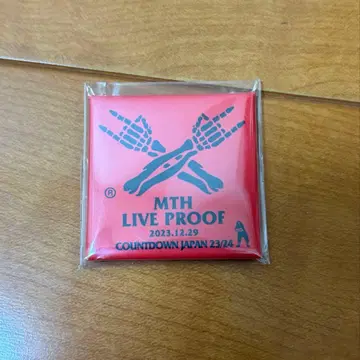 ®
MTH
LIVE PROOF
2023.12.29
COUNTDOWN JAPAN 23/24